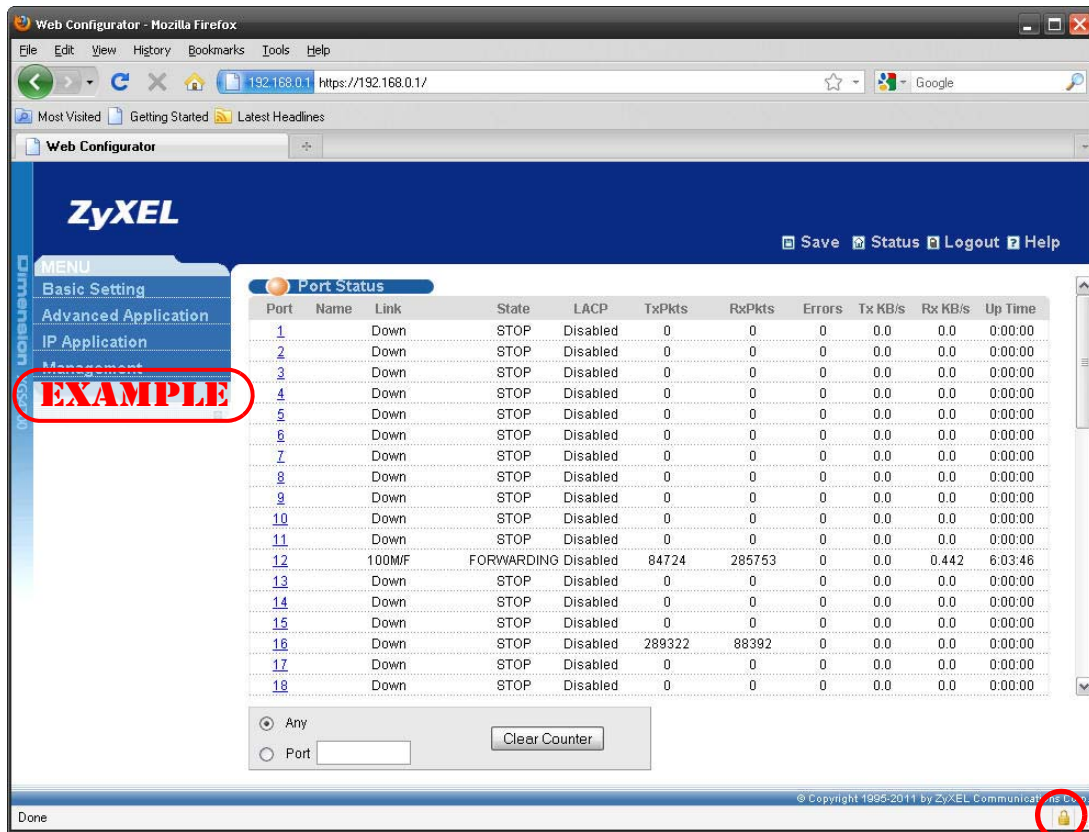 Web Configurator - Mozilla Firefox
File Edit View History Bookmarks Tools Help
192.168.0.1 https://192.168.0.1/ Google
Most Visited Getting Started Latest Headlines
Web Configurator
ZyXEL
Save Status Logout Help
Dimension
MENU
Basic Setting
Advanced Application
IP Application
Management
EXAMPLE
Port Status
Port Name Link State LACP TxPkts RxPkts Errors Tx KB/s Rx KB/s Up Time
1 Down STOP Disabled 0 0 0 0.0 0.0 0:00:00
2 Down STOP Disabled 0 0 0 0.0 0.0 0:00:00
3 Down STOP Disabled 0 0 0 0.0 0.0 0:00:00
4 Down STOP Disabled 0 0 0 0.0 0.0 0:00:00
5 Down STOP Disabled 0 0 0 0.0 0.0 0:00:00
6 Down STOP Disabled 0 0 0 0.0 0.0 0:00:00
7 Down STOP Disabled 0 0 0 0.0 0.0 0:00:00
8 Down STOP Disabled 0 0 0 0.0 0.0 0:00:00
9 Down STOP Disabled 0 0 0 0.0 0.0 0:00:00
10 Down STOP Disabled 0 0 0 0.0 0.0 0:00:00
11 Down STOP Disabled 0 0 0 0.0 0.0 0:00:00
12 100M/F FORWARDING Disabled 84724 285753 0 0.0 0.442 6:03:46
13 Down STOP Disabled 0 0 0 0.0 0.0 0:00:00
14 Down STOP Disabled 0 0 0 0.0 0.0 0:00:00
15 Down STOP Disabled 0 0 0 0.0 0.0 0:00:00
16 Down STOP Disabled 289322 88392 0 0.0 0.0 0:00:00
17 Down STOP Disabled 0 0 0 0.0 0.0 0:00:00
18 Down STOP Disabled 0 0 0 0.0 0.0 0:00:00
Any
Port
Clear Counter
© Copyright 1995-2011 by ZyXEL Communications Corp.
Done